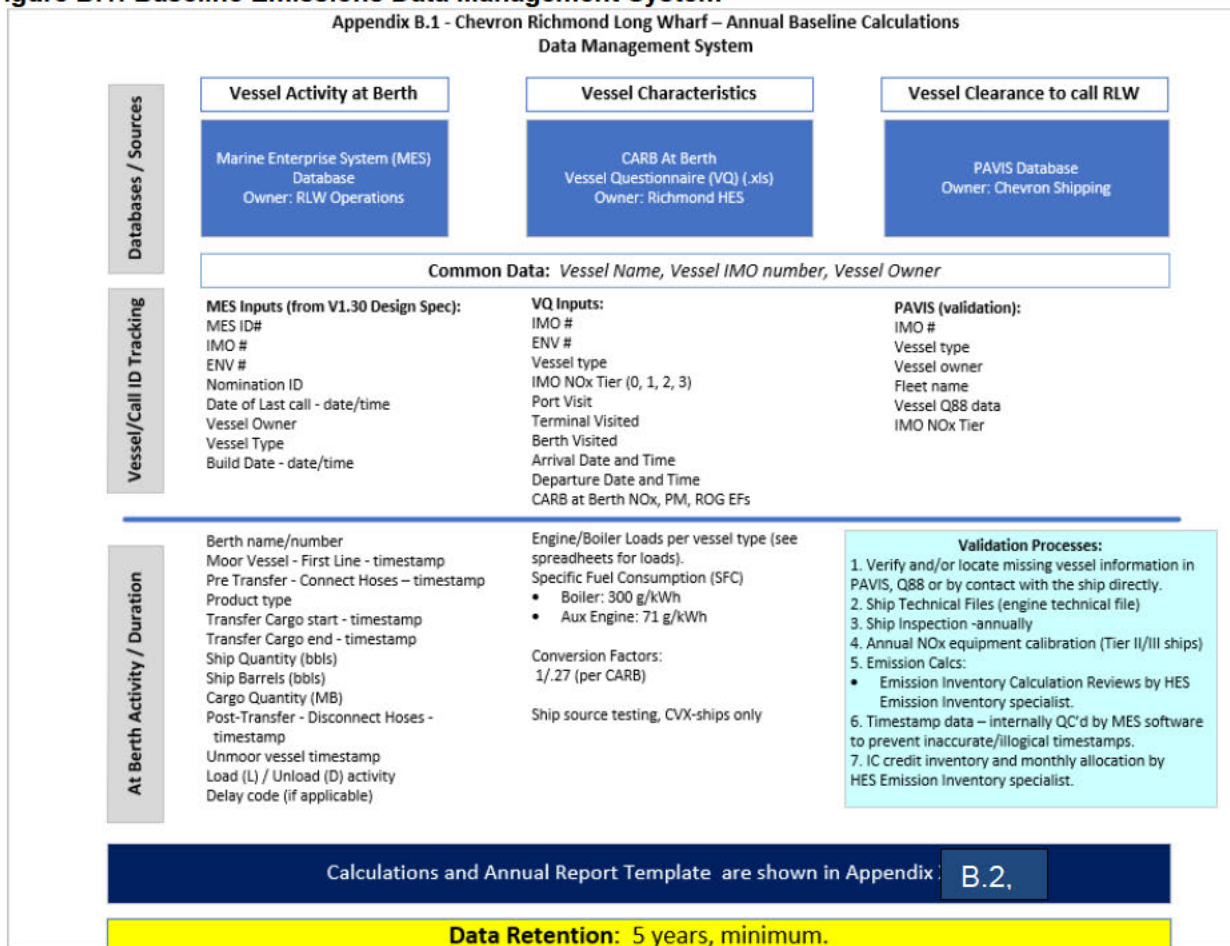 Figure B.1. Baseline Emissions Data Management System
Appendix B.1 - Chevron Richmond Long Wharf – Annual Baseline Calculations
Data Management System
Databases / Sources
Vessel Activity at Berth
Vessel Characteristics
Vessel Clearance to call RLW
Marine Enterprise System (MES)
Database
Owner: RLW Operations
CARB At Berth
Vessel Questionnaire (VQ) (.xls)
Owner: Richmond HES
PAVIS Database
Owner: Chevron Shipping
Common Data: Vessel Name, Vessel IMO number, Vessel Owner
Vessel/Call ID Tracking
MES Inputs (from V1.30 Design Spec):
MES ID#
IMO #
ENV #
Nomination ID
Date of Last call - date/time
Vessel Owner
Vessel Type
Build Date - date/time
VQ Inputs:
IMO #
ENV #
Vessel type
IMO NOx Tier (0, 1, 2, 3)
Port Visit
Terminal Visited
Berth Visited
Arrival Date and Time
Departure Date and Time
CARB at Berth NOx, PM, ROG EFs
PAVIS (validation):
IMO #
Vessel type
Vessel owner
Fleet name
Vessel Q88 data
IMO NOx Tier
At Berth Activity / Duration
Berth name/number
Moor Vessel - First Line - timestamp
Pre Transfer - Connect Hoses – timestamp
Product type
Transfer Cargo start - timestamp
Transfer Cargo end - timestamp
Ship Quantity (bbls)
Ship Barrels (bbls)
Cargo Quantity (MB)
Post-Transfer - Disconnect Hoses -
timestamp
Unmoor vessel timestamp
Load (L) / Unload (D) activity
Delay code (if applicable)
Engine/Boiler Loads per vessel type (see
spreadheets for loads).
Specific Fuel Consumption (SFC)
• Boiler: 300 g/kWh
• Aux Engine: 71 g/kWh
Conversion Factors:
1/.27 (per CARB)
Ship source testing, CVX-ships only
Validation Processes:
1. Verify and/or locate missing vessel information in
PAVIS, Q88 or by contact with the ship directly.
2. Ship Technical Files (engine technical file)
3. Ship Inspection -annually
4. Annual NOx equipment calibration (Tier II/III ships)
5. Emission Calcs:
• Emission Inventory Calculation Reviews by HES
Emission Inventory specialist.
6. Timestamp data – internally QC'd by MES software
to prevent inaccurate/illogical timestamps.
7. IC credit inventory and monthly allocation by
HES Emission Inventory specialist.
Calculations and Annual Report Template are shown in Appendix B.2,
Data Retention: 5 years, minimum.